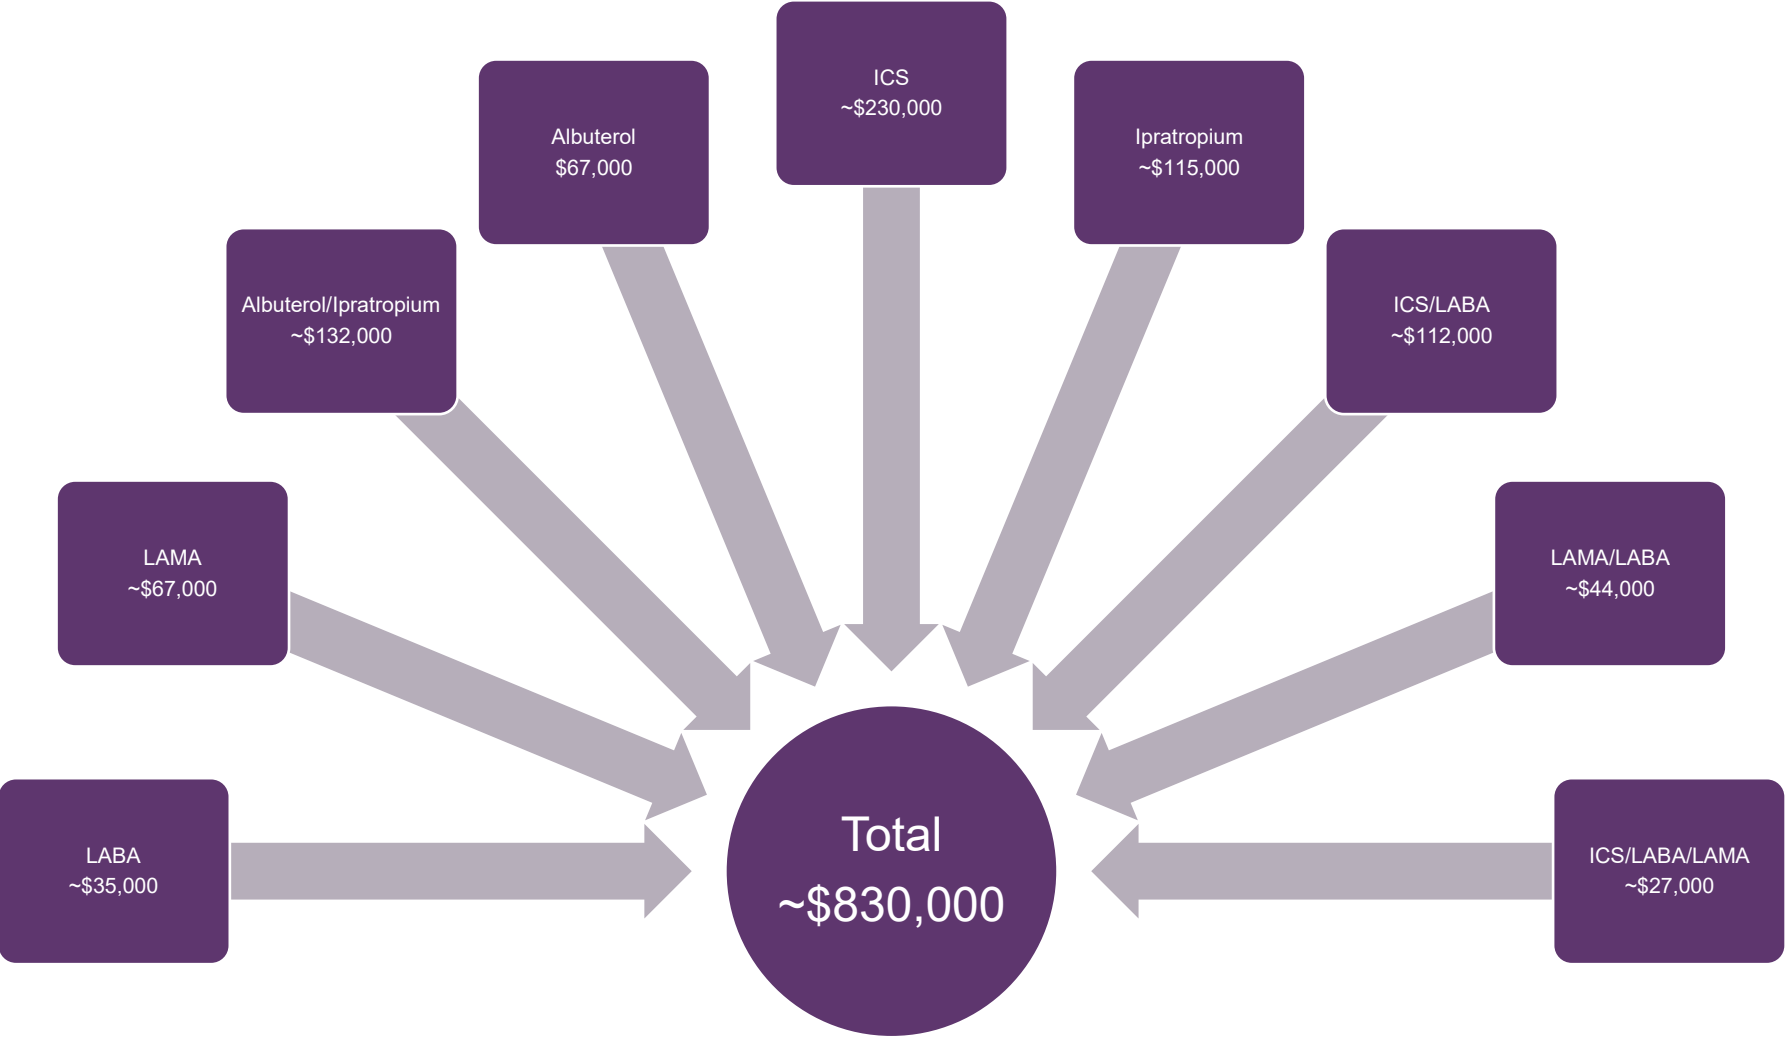 LABA
~$35,000
LAMA
~$67,000
Albuterol/Ipratropium
~$132,000
Albuterol
$67,000
ICS
~$230,000
Ipratropium
~$115,000
ICS/LABA
~$112,000
LAMA/LABA
~$44,000
ICS/LABA/LAMA
~$27,000
Total
~$830,000